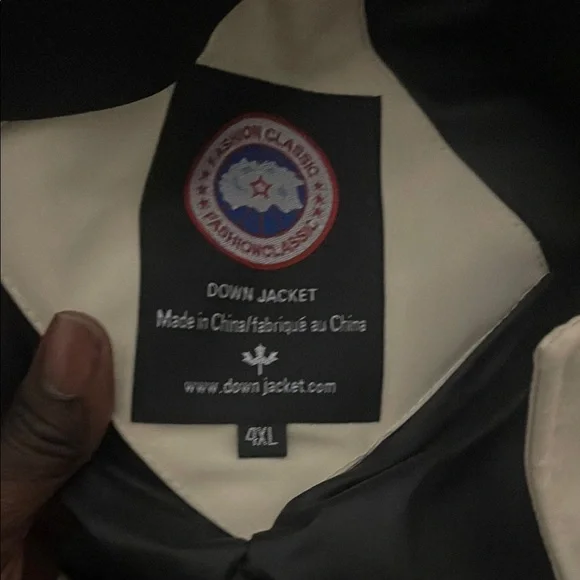 FASHION CLASSIC
FASHIONCLASSIC
DOWN JACKET
Made in China/fabriqué au China
www.down jacket.com
4XL